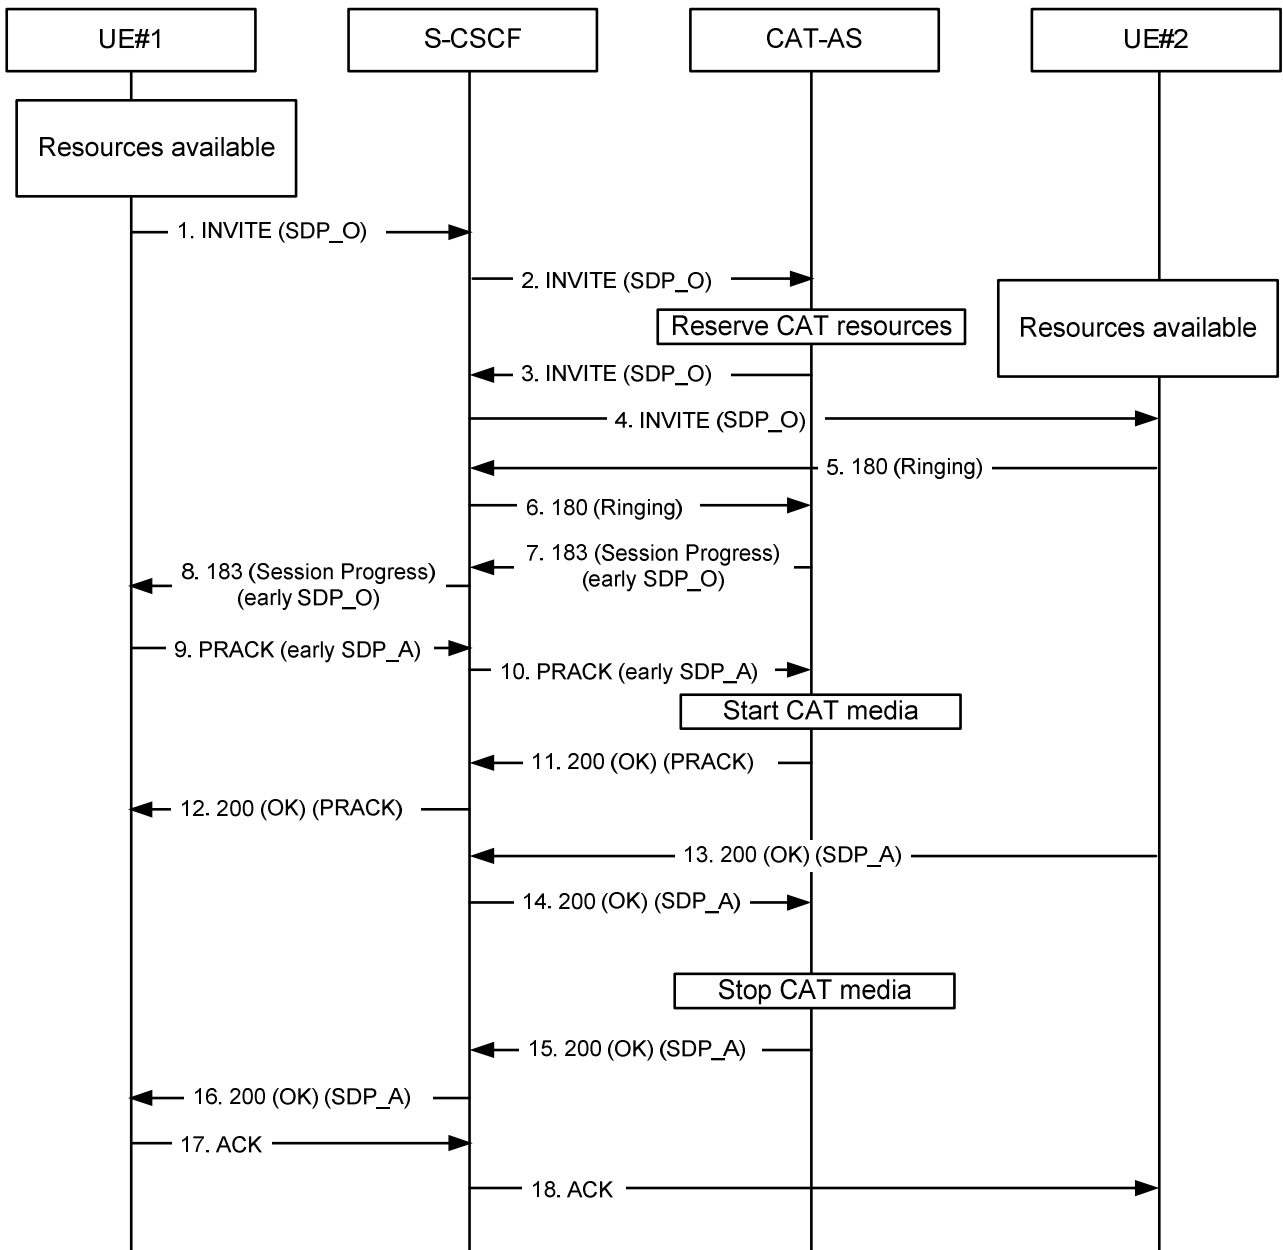 UE#1
S-CSCF
CAT-AS
UE#2
Resources available
1. INVITE (SDP_O)
2. INVITE (SDP_O)
Reserve CAT resources
Resources available
3. INVITE (SDP_O)
4. INVITE (SDP_O)
5. 180 (Ringing)
6. 180 (Ringing)
7. 183 (Session Progress)
(early SDP_O)
8. 183 (Session Progress)
(early SDP_O)
9. PRACK (early SDP_A)
10. PRACK (early SDP_A)
Start CAT media
11. 200 (OK) (PRACK)
12. 200 (OK) (PRACK)
13. 200 (OK) (SDP_A)
14. 200 (OK) (SDP_A)
Stop CAT media
15. 200 (OK) (SDP_A)
16. 200 (OK) (SDP_A)
17. ACK
18. ACK